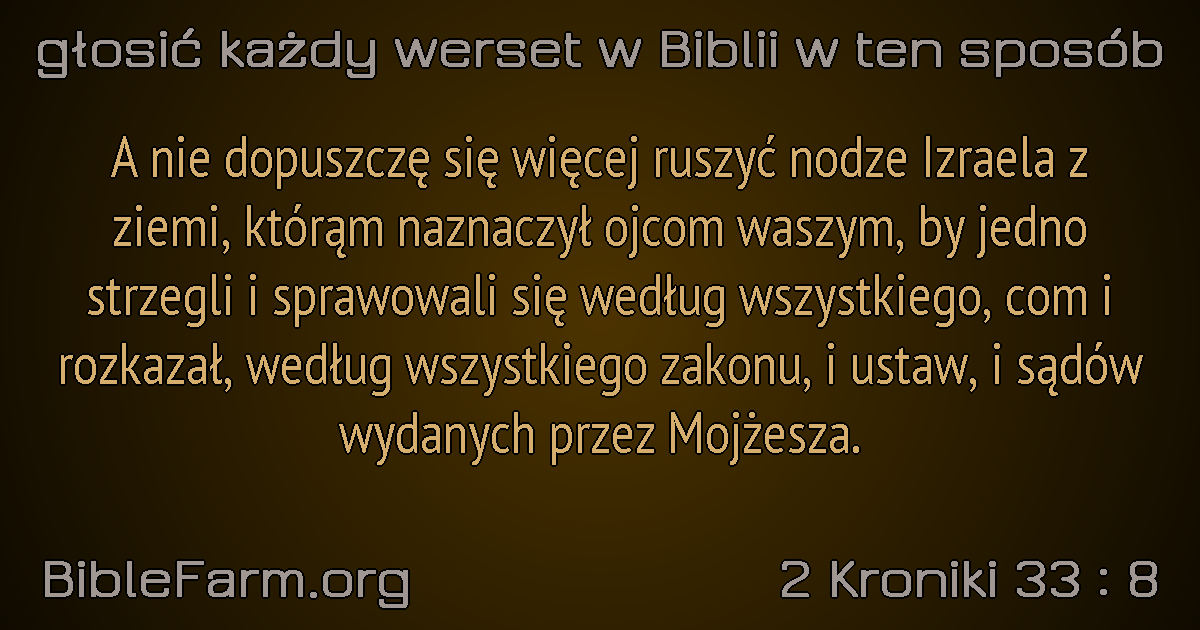 głosić każdy werset w Biblii w ten sposób
A nie dopuszczę się więcej ruszyć nodze Izraela z
ziemi, którąm naznaczył ojcom waszym, by jedno
strzegli i sprawowali się według wszystkiego, com i
rozkazał, według wszystkiego zakonu, i ustaw, i sądów
wydanych przez Mojżesza.
BibleFarm.org
2 Kroniki 33 : 8